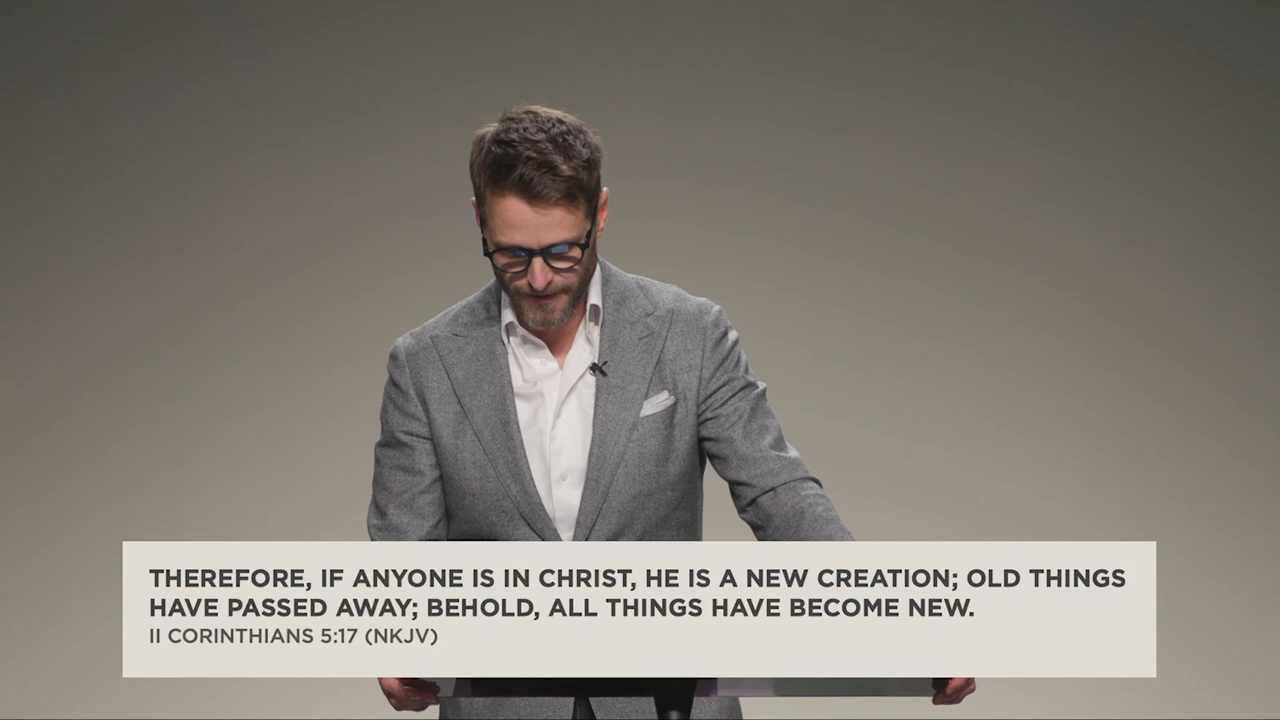 THEREFORE, IF ANYONE IS IN CHRIST, HE IS A NEW CREATION; OLD THINGS
HAVE PASSED AWAY; BEHOLD, ALL THINGS HAVE BECOME NEW.
II CORINTHIANS 5:17 (NKJV)